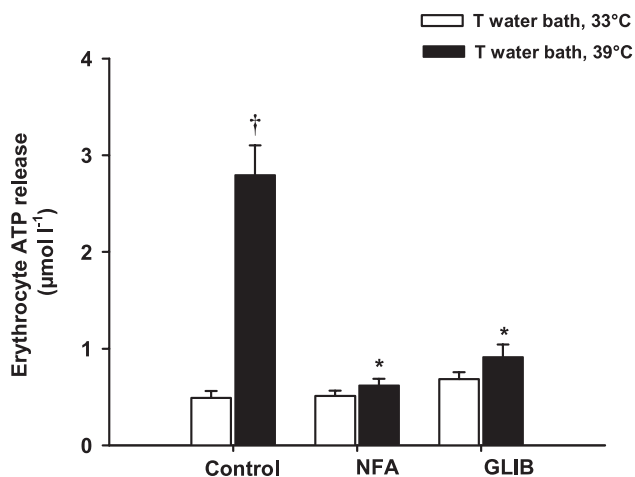 T water bath, 33°C
T water bath, 39°C
Erythrocyte ATP release
(µmol l⁻¹)
4
3
2
1
0
†
*
*
Control NFA GLIB